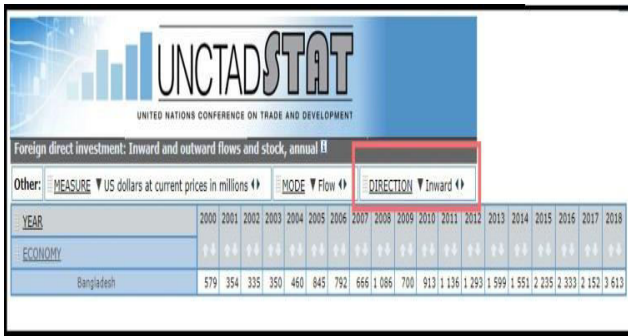 UNCTADSTAT
UNITED NATIONS CONFERENCE ON TRADE AND DEVELOPMENT
Foreign direct investment: Inward and outward flows and stock, annual i
Other: MEASURE ▼ US dollars at current prices in millions MODE ▼ Flow DIRECTION ▼ Inward
YEAR 2000 2001 2002 2003 2004 2005 2006 2007 2008 2009 2010 2011 2012 2013 2014 2015 2016 2017 2018
ECONOMY
Bangladesh 579 354 335 350 460 845 792 666 1 086 700 913 1 136 1 293 1 599 1 551 2 235 2 333 2 152 3 613